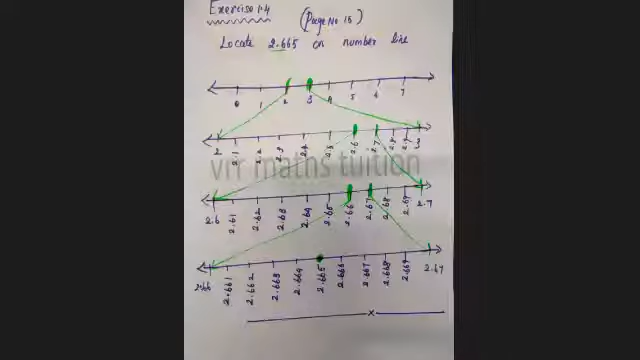 Exercise 1.4
(Page No 18)
Locate 2.665 on number line
0 1 2 3 4 5 6 7
2 2.1 2.2 2.3 2.4 2.5 2.6 2.7 2.8 2.9 3
vir maths tuition
2.6 2.61 2.62 2.63 2.64 2.65 2.66 2.67 2.68 2.69 2.7
2.66 2.661 2.662 2.663 2.664 2.665 2.666 2.667 2.668 2.669 2.67
x